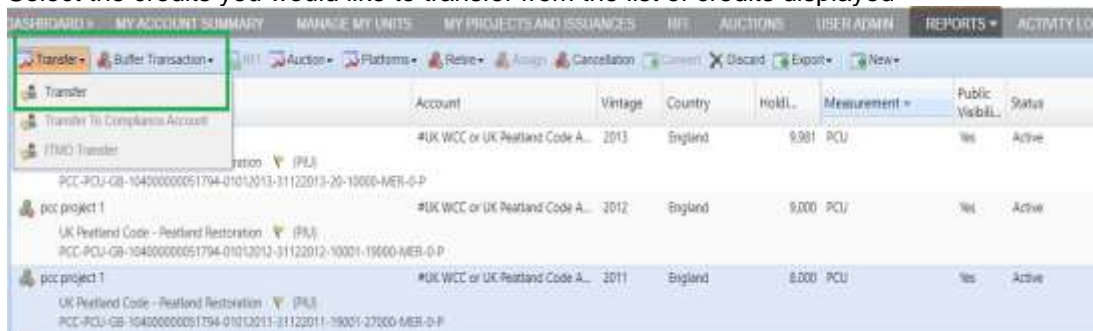 Select the credits you would like to transfer from the list of credits displayed
DASHBOARD MY ACCOUNT SUMMARY MANAGE MY UNITS MY PROJECTS AND ISSUANCES RFI AUCTIONS USER ADMIN REPORTS ACTIVITY LO
Transfer Buffer Transaction RFI Auction Platforms Retire Assign Cancellation Convert Discard Export New
Transfer
Transfer To Compliance Account
ITMO Transfer
Account Vintage Country Holdi... Measurement Public Visibili... Status
#UK WCC or UK Peatland Code A... 2013 England 9,981 PCU Yes Active
ration (PIU)
PCC-PCU-GB-104000000051794-01012013-31122013-20-10000-MER-0-P
pcc project 1 #UK WCC or UK Peatland Code A... 2012 England 9,000 PCU Yes Active
UK Peatland Code - Peatland Restoration (PIU)
PCC-PCU-GB-104000000051794-01012012-31122012-10001-19000-MER-0-P
pcc project 1 #UK WCC or UK Peatland Code A... 2011 England 8,000 PCU Yes Active
UK Peatland Code - Peatland Restoration (PIU)
PCC-PCU-GB-104000000051794-01012011-31122011-19001-27000-MER-0-P